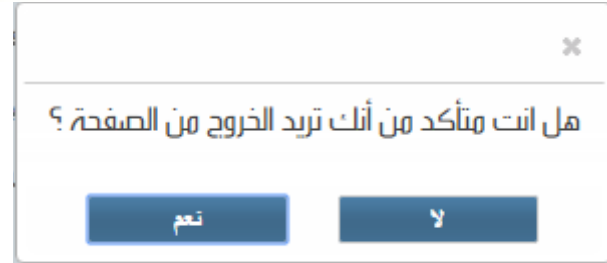 هل انت متأكد من أنك تريد الخروج من الصفحة ؟
لا
نعم